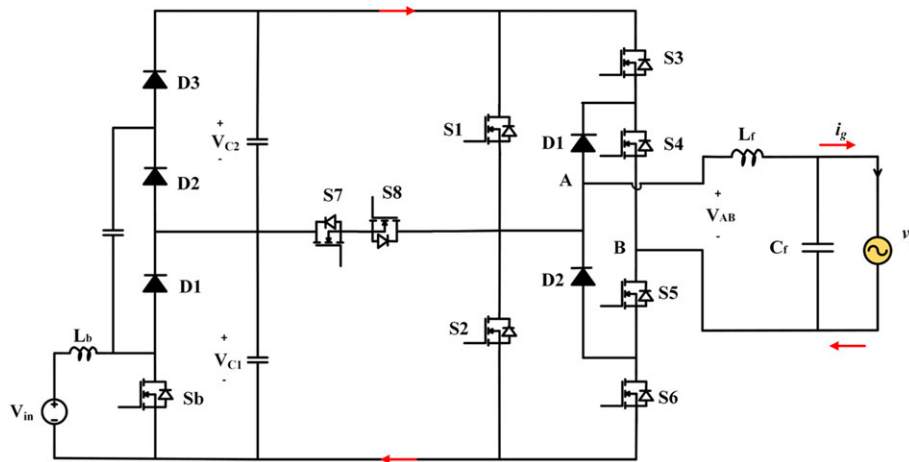 D3
D2
D1
+
V_C2
-
+
V_C1
-
L_b
V_in
+
-
Sb
S7
S8
S1
S2
S3
S4
S5
S6
D1
D2
A
B
+
V_AB
-
L_f
i_g
C_f
v